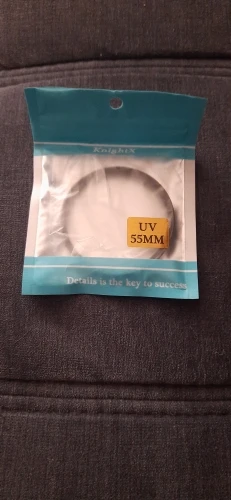 KnightX
UV
55MM
Details is the key to success